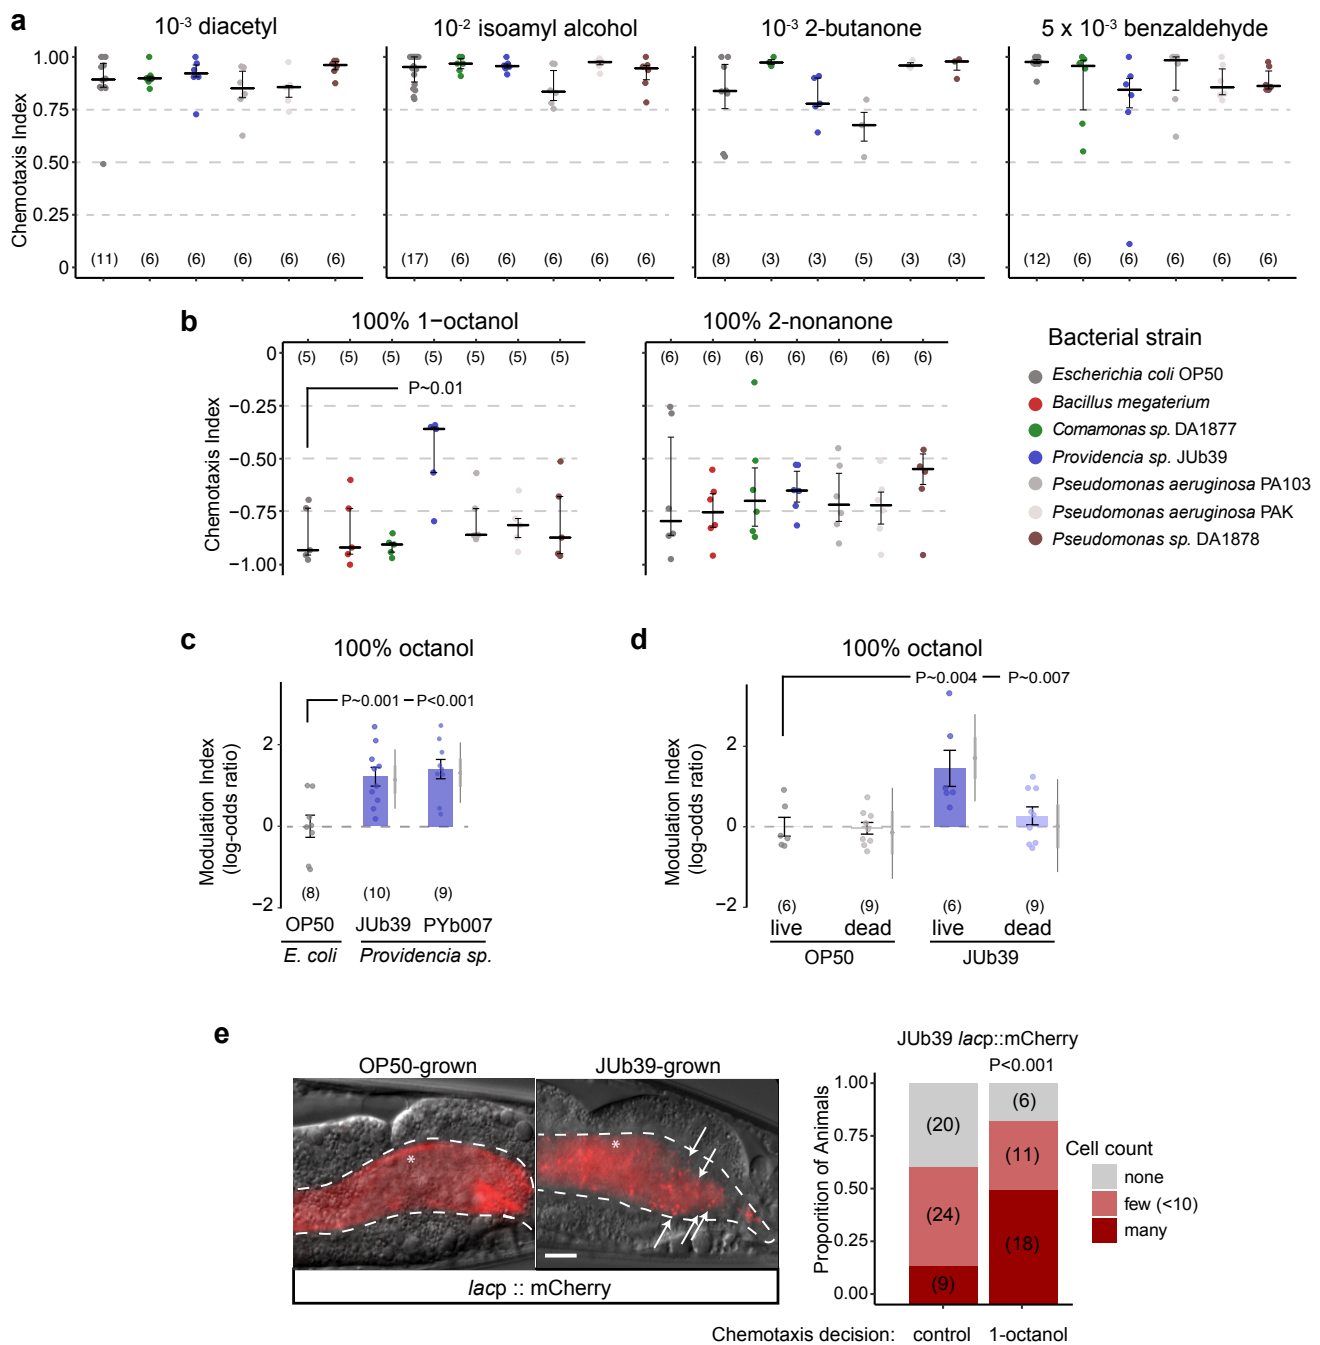 a
10-3 diacetyl
10-2 isoamyl alcohol
10-3 2-butanone
5 x 10-3 benzaldehyde
Chemotaxis Index
1.00
0.75
0.50
0.25
0
(11) (6) (6) (6) (6) (6)
(17) (6) (6) (6) (6) (6)
(8) (3) (3) (5) (3) (3)
(12) (6) (6) (6) (6) (6)
b
100% 1−octanol
100% 2-nonanone
Chemotaxis Index
0
−0.25
−0.50
−0.75
−1.00
(5) (5) (5) (5) (5) (5) (5)
P~0.01
(6) (6) (6) (6) (6) (6) (6)
Bacterial strain
Escherichia coli OP50
Bacillus megaterium
Comamonas sp. DA1877
Providencia sp. JUb39
Pseudomonas aeruginosa PA103
Pseudomonas aeruginosa PAK
Pseudomonas sp. DA1878
c
100% octanol
Modulation Index
(log-odds ratio)
2
0
−2
P~0.001
P<0.001
(8) (10) (9)
OP50 JUb39 PYb007
E. coli Providencia sp.
d
100% octanol
Modulation Index
(log-odds ratio)
2
0
−2
P~0.004
P~0.007
(6) (9) (6) (9)
live dead live dead
OP50 JUb39
e
OP50-grown
JUb39-grown
*
*
lacp :: mCherry
JUb39 lacp::mCherry
P<0.001
Proportion of Animals
1.00
0.75
0.50
0.25
0.00
(20)
(24)
(9)
(6)
(11)
(18)
Cell count
none
few (<10)
many
Chemotaxis decision: control 1-octanol